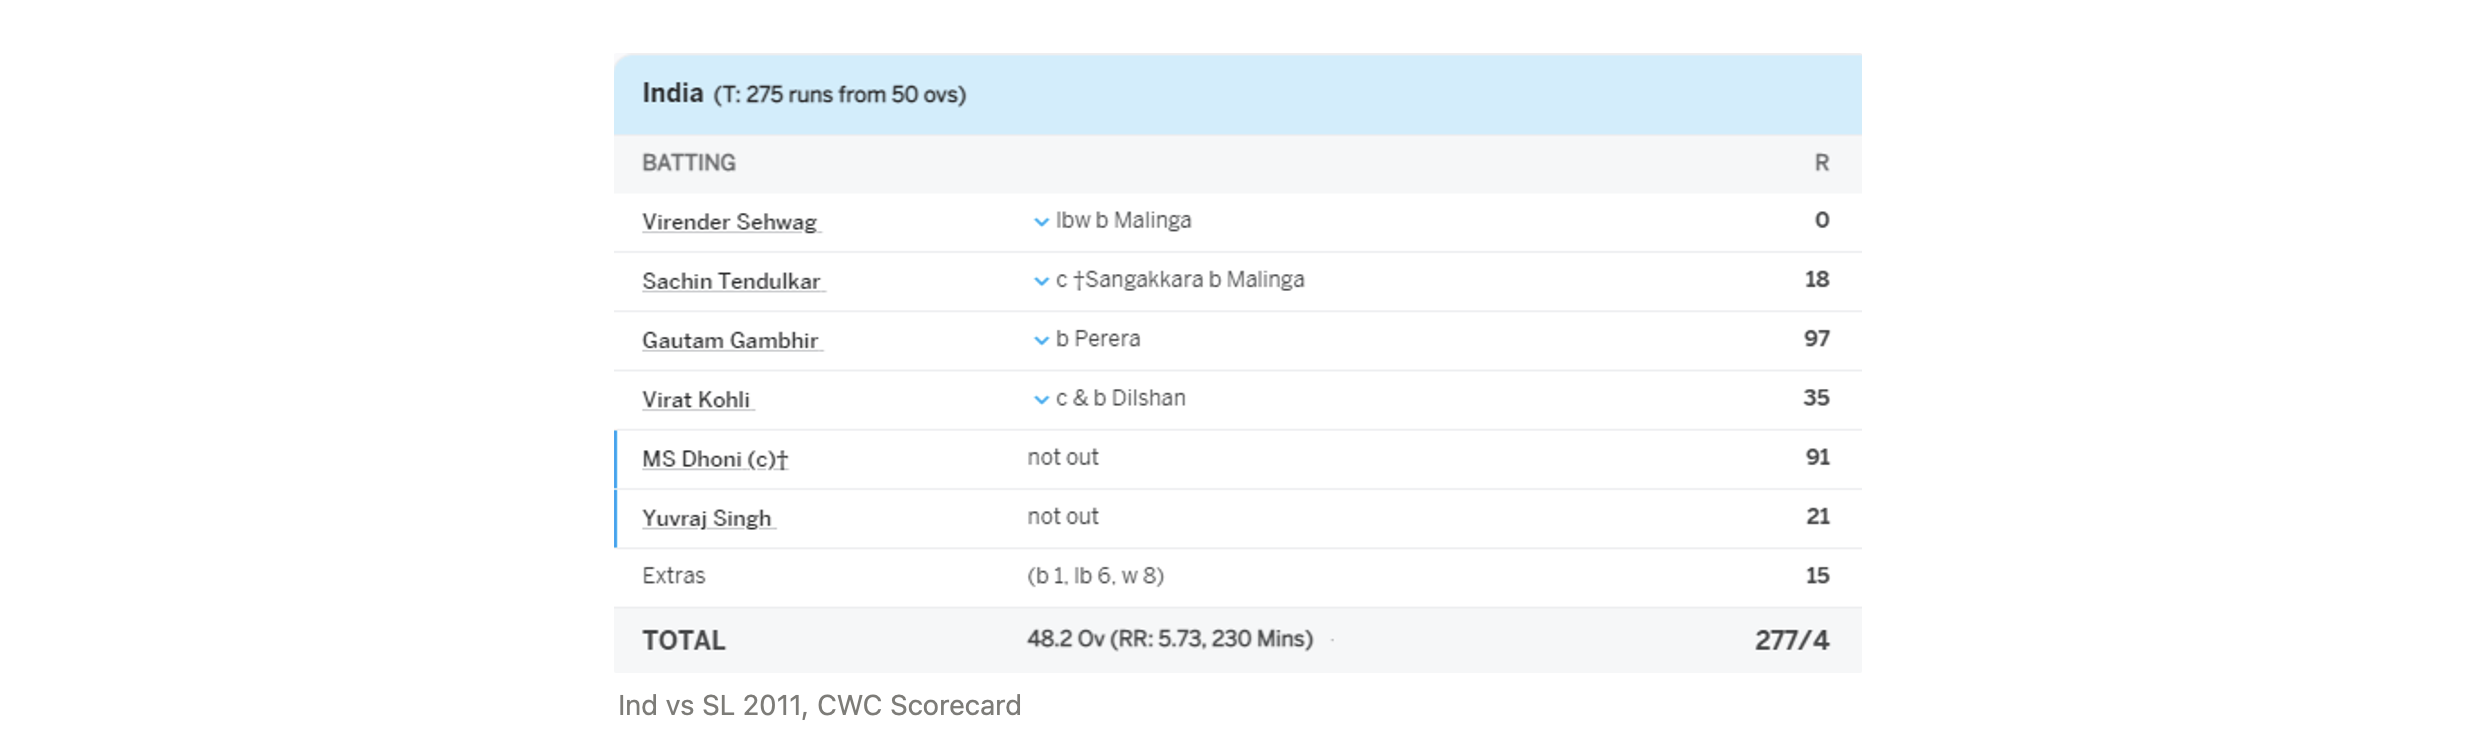 India (T: 275 runs from 50 ovs)
BATTING R
Virender Sehwag lbw b Malinga 0
Sachin Tendulkar c †Sangakkara b Malinga 18
Gautam Gambhir b Perera 97
Virat Kohli c & b Dilshan 35
MS Dhoni (c)† not out 91
Yuvraj Singh not out 21
Extras (b 1, lb 6, w 8) 15
TOTAL 48.2 Ov (RR: 5.73, 230 Mins) 277/4
Ind vs SL 2011, CWC Scorecard